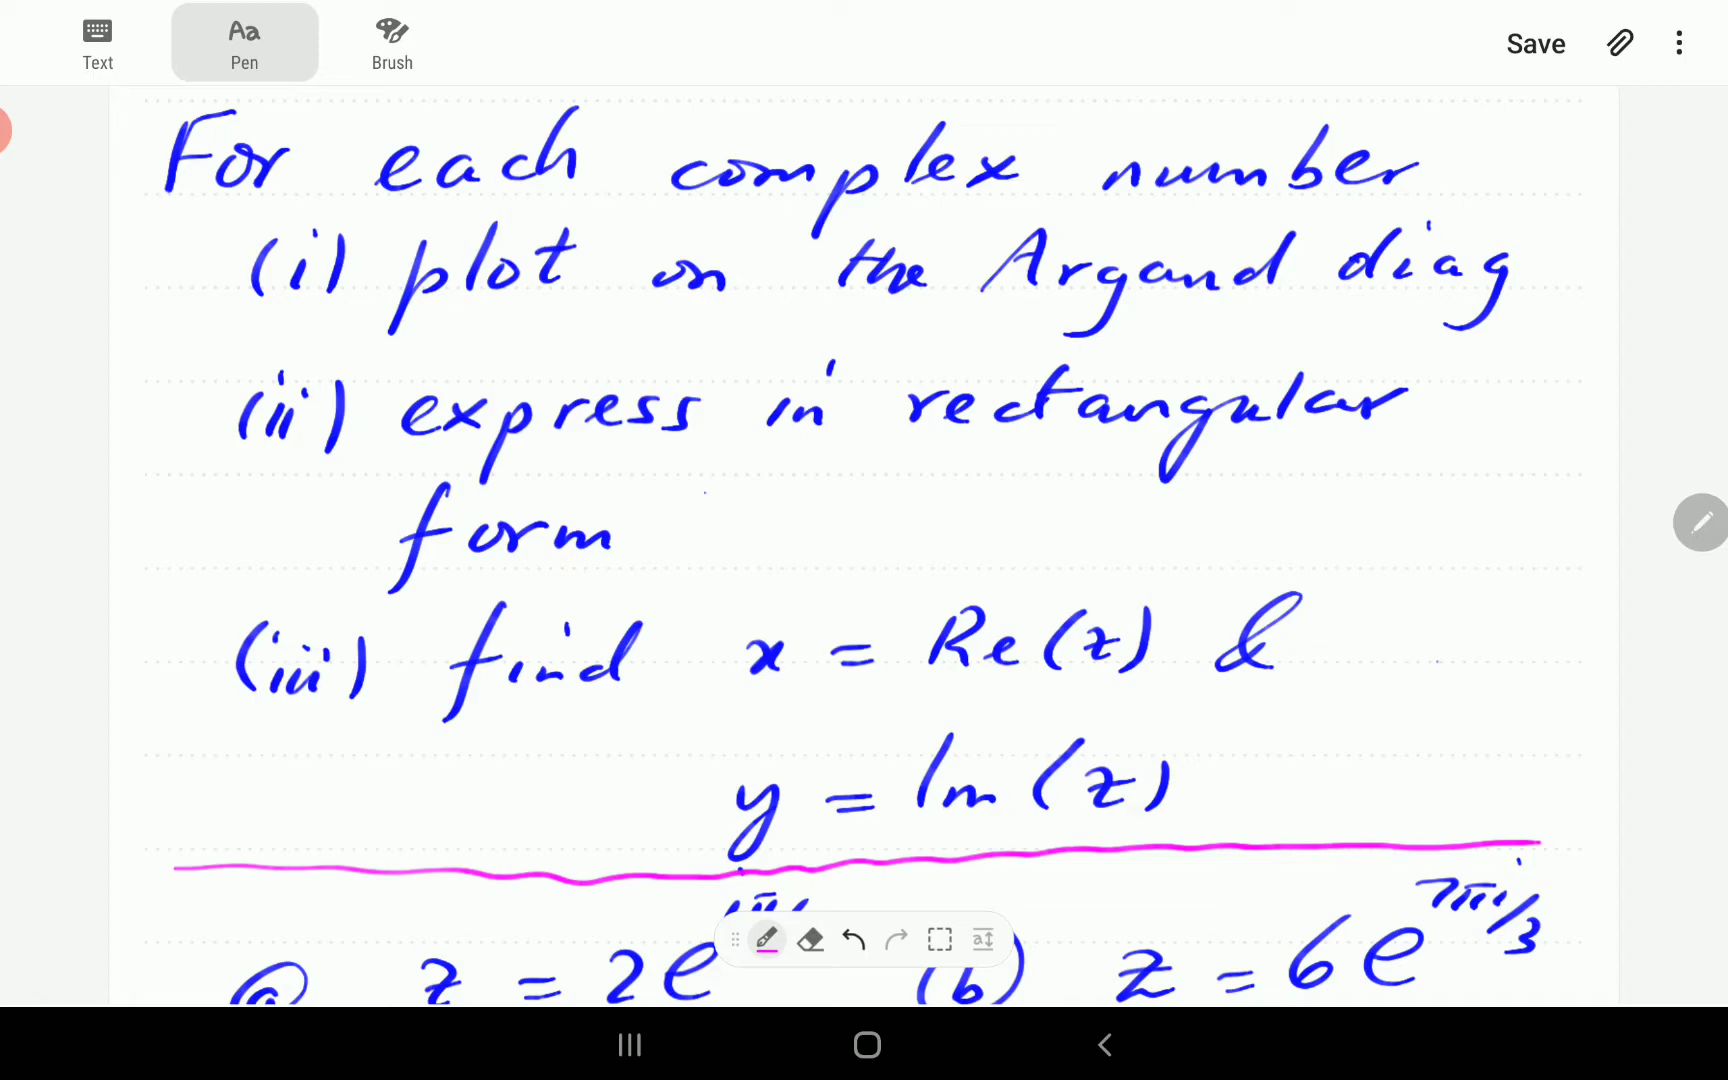 Text Pen Brush Save
For each complex number
(i) plot on the Argand diag
(ii) express in rectangular
form
(iii) find x = Re(z) &
y = Im(z)
(a) z = 2e (b) z = 6e^7πi/3